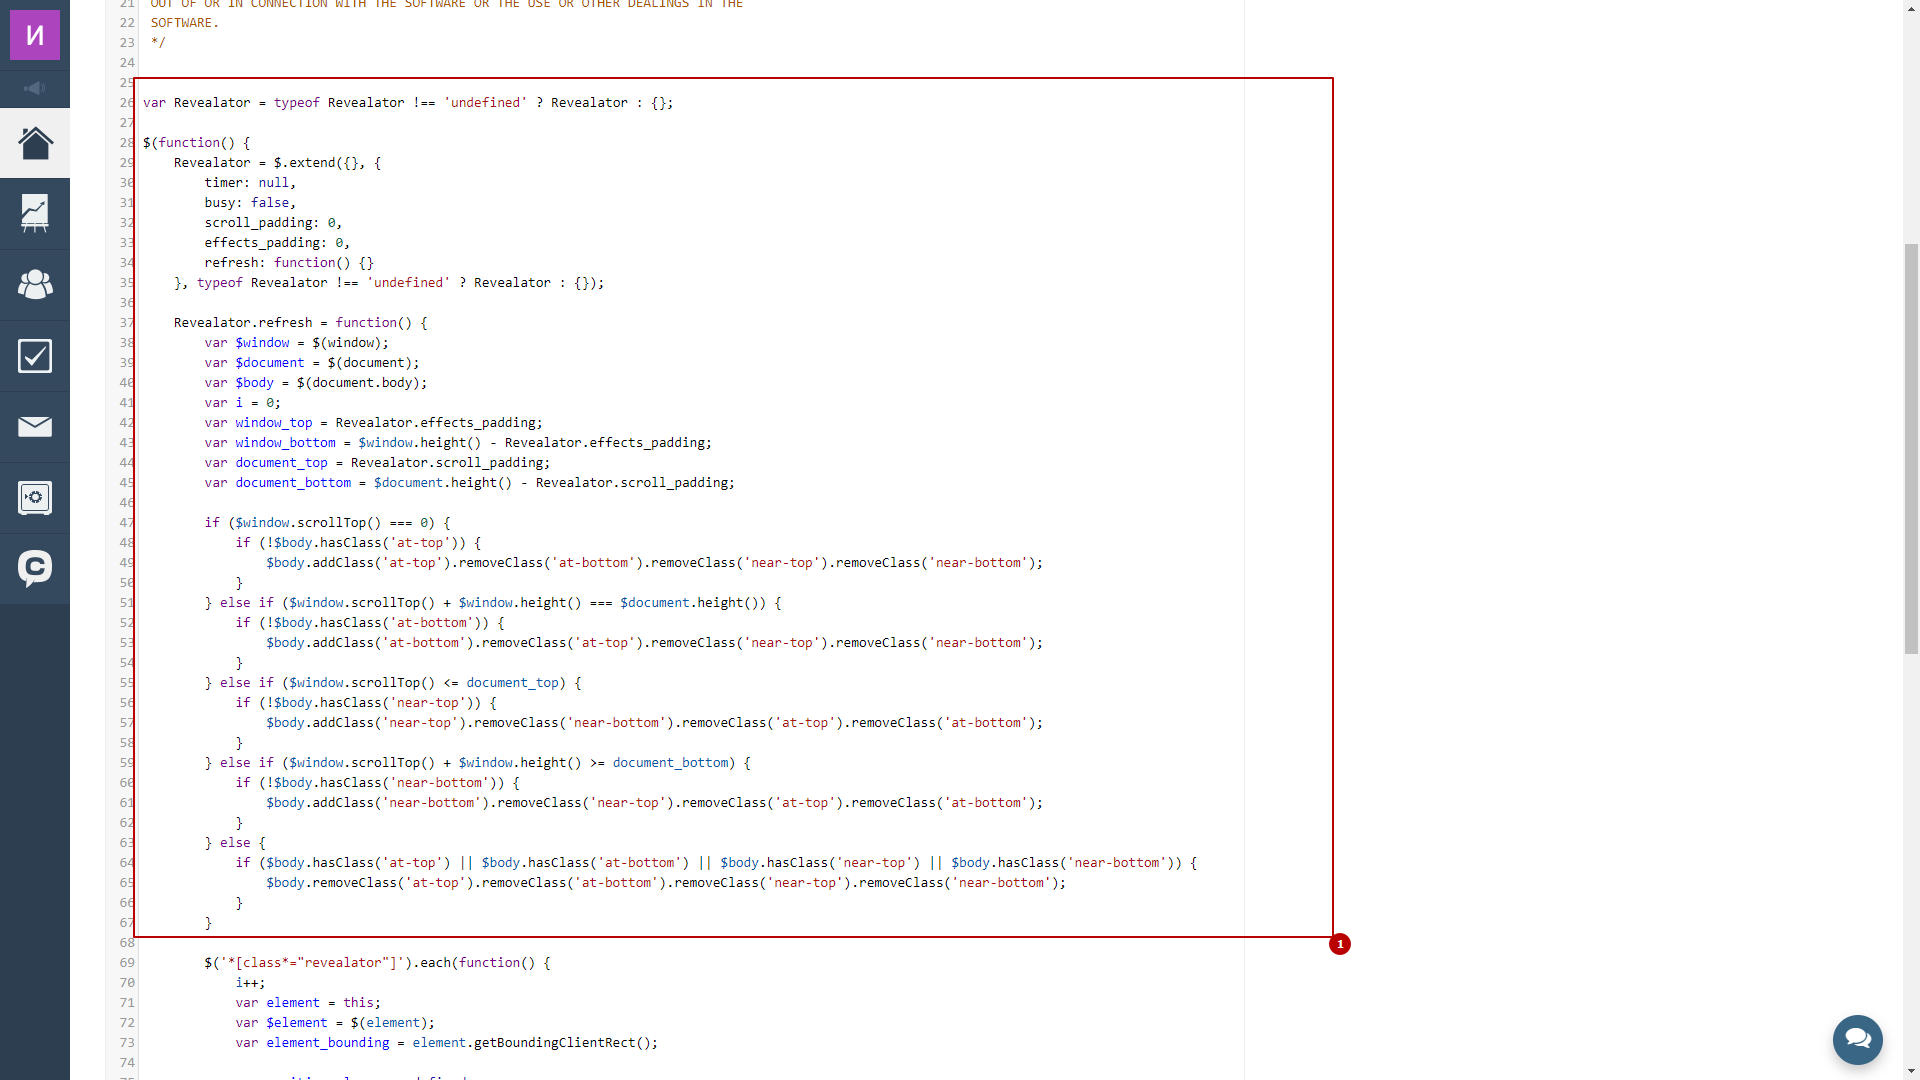 И
21 OUT OF OR IN CONNECTION WITH THE SOFTWARE OR THE USE OR OTHER DEALINGS IN THE
22 SOFTWARE.
23 */
24
25
26 var Revealator = typeof Revealator !== 'undefined' ? Revealator : {};
27
28 $(function() {
29     Revealator = $.extend({}, {
30         timer: null,
31         busy: false,
32         scroll_padding: 0,
33         effects_padding: 0,
34         refresh: function() {}
35     }, typeof Revealator !== 'undefined' ? Revealator : {});
36
37     Revealator.refresh = function() {
38         var $window = $(window);
39         var $document = $(document);
40         var $body = $(document.body);
41         var i = 0;
42         var window_top = Revealator.effects_padding;
43         var window_bottom = $window.height() - Revealator.effects_padding;
44         var document_top = Revealator.scroll_padding;
45         var document_bottom = $document.height() - Revealator.scroll_padding;
46
47         if ($window.scrollTop() === 0) {
48             if (!$body.hasClass('at-top')) {
49                 $body.addClass('at-top').removeClass('at-bottom').removeClass('near-top').removeClass('near-bottom');
50             }
51         } else if ($window.scrollTop() + $window.height() === $document.height()) {
52             if (!$body.hasClass('at-bottom')) {
53                 $body.addClass('at-bottom').removeClass('at-top').removeClass('near-top').removeClass('near-bottom');
54             }
55         } else if ($window.scrollTop() <= document_top) {
56             if (!$body.hasClass('near-top')) {
57                 $body.addClass('near-top').removeClass('near-bottom').removeClass('at-top').removeClass('at-bottom');
58             }
59         } else if ($window.scrollTop() + $window.height() >= document_bottom) {
60             if (!$body.hasClass('near-bottom')) {
61                 $body.addClass('near-bottom').removeClass('near-top').removeClass('at-top').removeClass('at-bottom');
62             }
63         } else {
64             if ($body.hasClass('at-top') || $body.hasClass('at-bottom') || $body.hasClass('near-top') || $body.hasClass('near-bottom')) {
65                 $body.removeClass('at-top').removeClass('at-bottom').removeClass('near-top').removeClass('near-bottom');
66             }
67         }
1
68
69         $('*[class*="revealator"]').each(function() {
70             i++;
71             var element = this;
72             var $element = $(element);
73             var element_bounding = element.getBoundingClientRect();
74